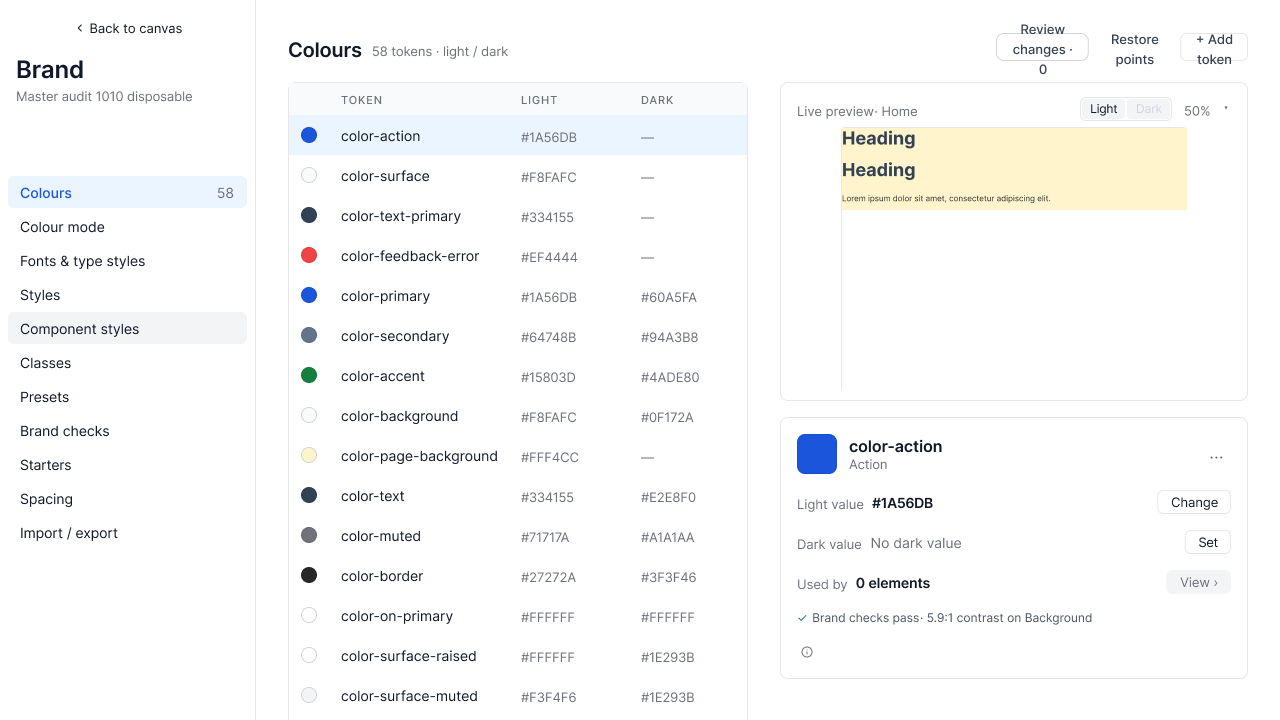 Back to canvas
Brand
Master audit 1010 disposable
Colours 58
Colour mode
Fonts & type styles
Styles
Component styles
Classes
Presets
Brand checks
Starters
Spacing
Import / export
Colours 58 tokens · light / dark
Review changes · 0
Restore points
+ Add token
TOKEN LIGHT DARK
color-action #1A56DB —
color-surface #F8FAFC —
color-text-primary #334155 —
color-feedback-error #EF4444 —
color-primary #1A56DB #60A5FA
color-secondary #64748B #94A3B8
color-accent #15803D #4ADE80
color-background #F8FAFC #0F172A
color-page-background #FFF4CC —
color-text #334155 #E2E8F0
color-muted #71717A #A1A1AA
color-border #27272A #3F3F46
color-on-primary #FFFFFF #FFFFFF
color-surface-raised #FFFFFF #1E293B
color-surface-muted #F3F4F6 #1E293B
Live preview · Home Light Dark 50%
Heading
Heading
Lorem ipsum dolor sit amet, consectetur adipiscing elit.
color-action
Action
Light value #1A56DB Change
Dark value No dark value Set
Used by 0 elements View ›
✓ Brand checks pass · 5.9:1 contrast on Background